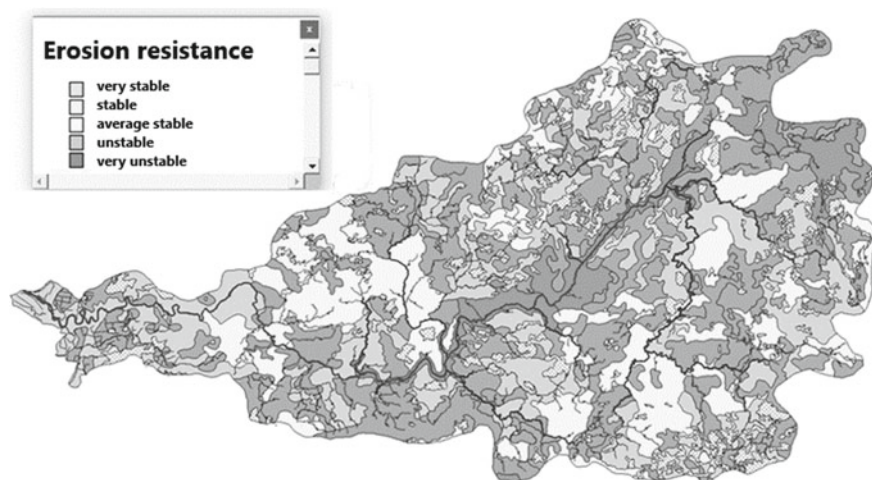 Erosion resistance
very stable
stable
average stable
unstable
very unstable